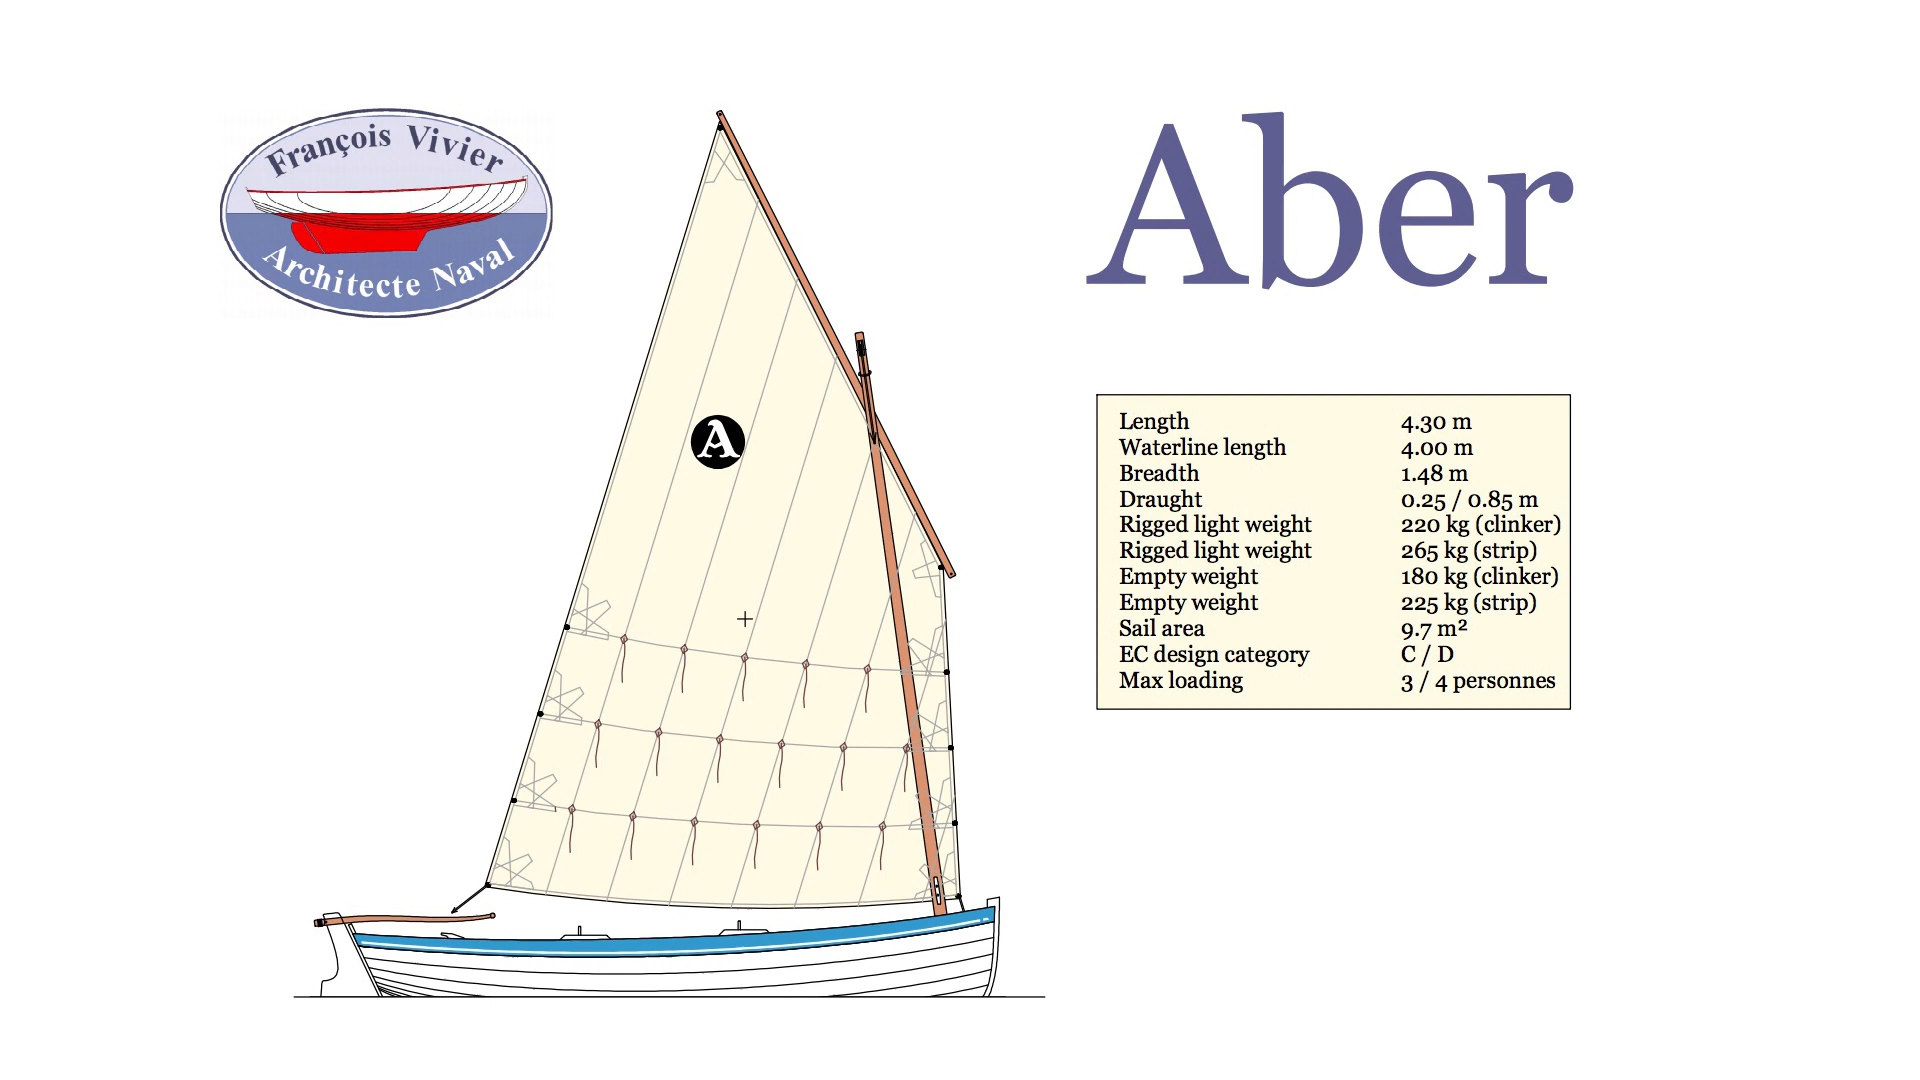 François Vivier
Architecte Naval
Aber
A
Length 4.30 m
Waterline length 4.00 m
Breadth 1.48 m
Draught 0.25 / 0.85 m
Rigged light weight 220 kg (clinker)
Rigged light weight 265 kg (strip)
Empty weight 180 kg (clinker)
Empty weight 225 kg (strip)
Sail area 9.7 m²
EC design category C / D
Max loading 3 / 4 personnes